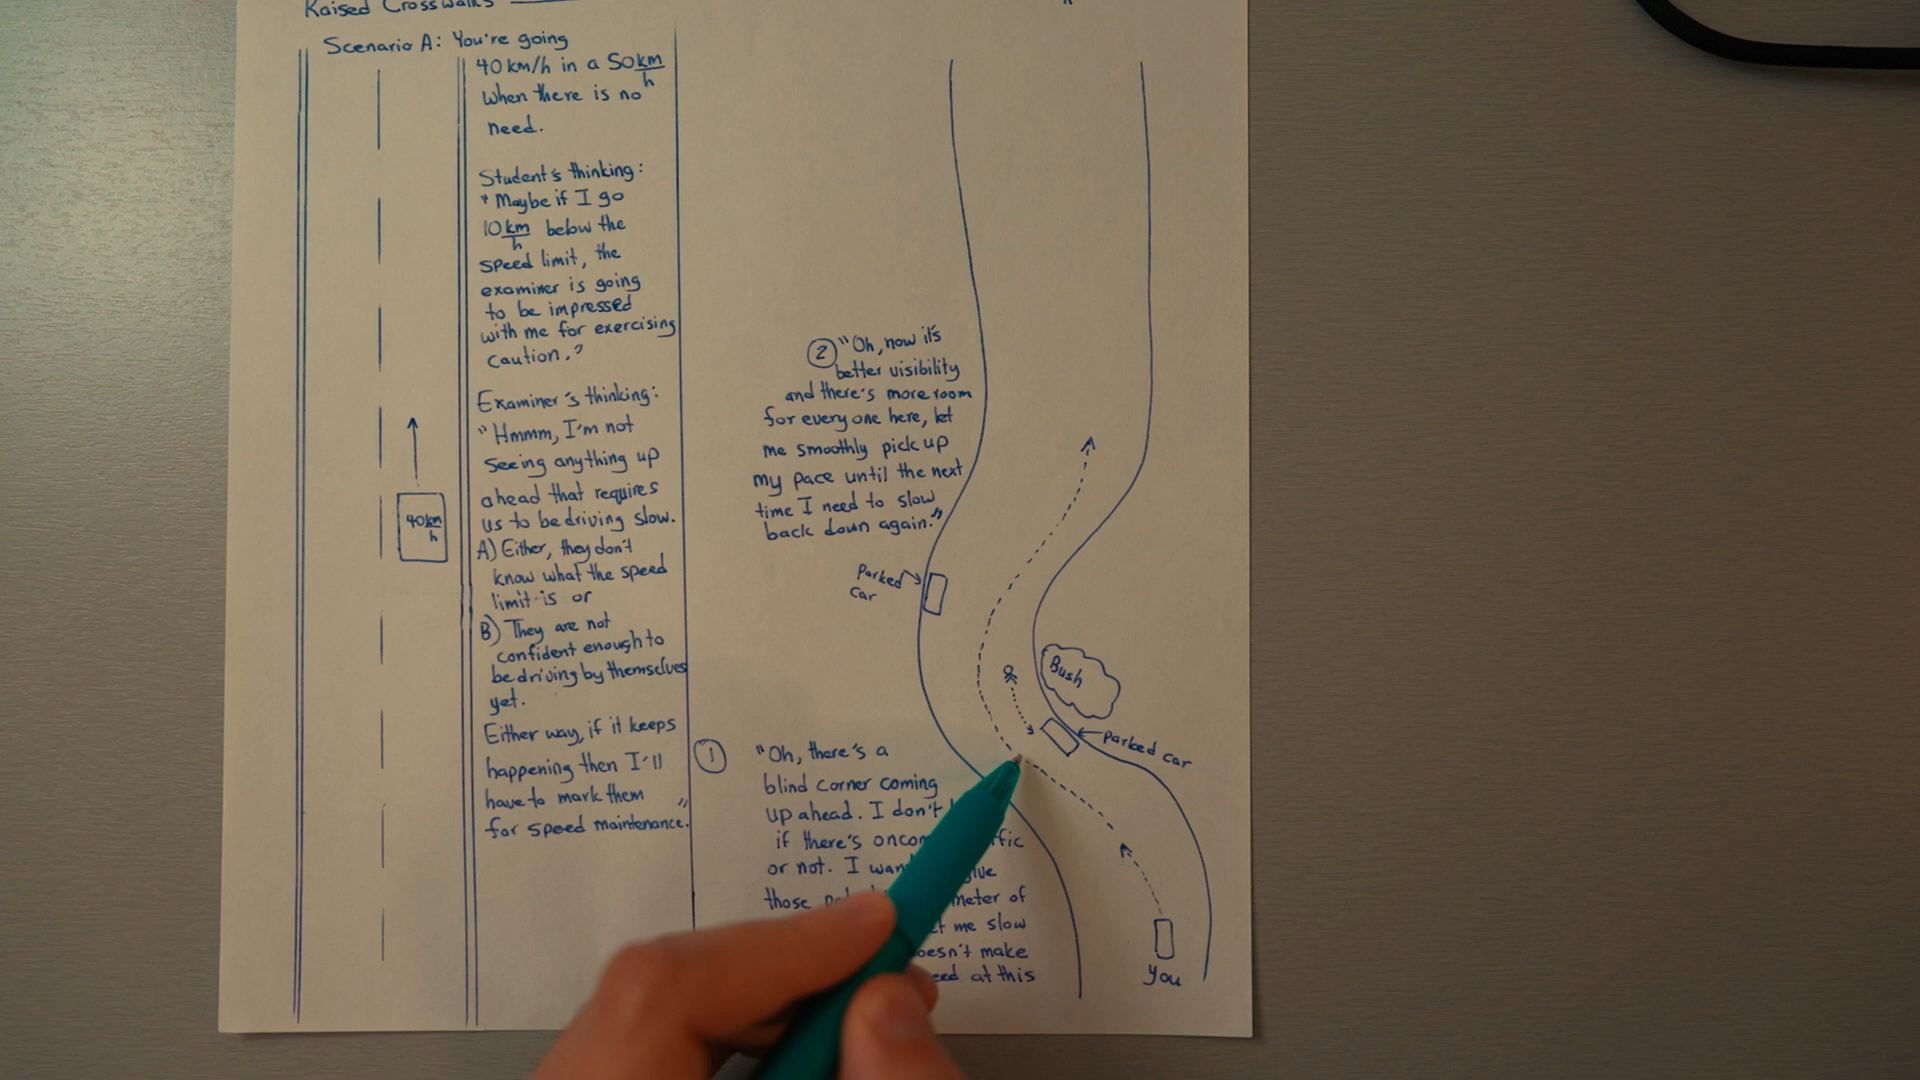 Raised Crosswalks
Scenario A: You're going
40 km/h in a 50 km/h
when there is no
need.
Student's thinking:
"Maybe if I go
10 km/h below the
speed limit, the
examiner is going
to be impressed
with me for exercising
caution."
Examiner's thinking:
"Hmmm, I'm not
seeing anything up
ahead that requires
us to be driving slow.
A) Either, they don't
know what the speed
limit is or
B) They are not
confident enough to
be driving by themselves
yet.
Either way, if it keeps
happening then I'll
have to mark them
for speed maintenance."
40 km/h
2 "Oh, now it's
better visibility
and there's more room
for everyone here, let
me smoothly pick up
my pace until the next
time I need to slow
back down again."
Parked
car
Bush
parked car
1 "Oh, there's a
blind corner coming
up ahead. I don't
if there's
or not. I
those meter of
me slow
make
at this
You